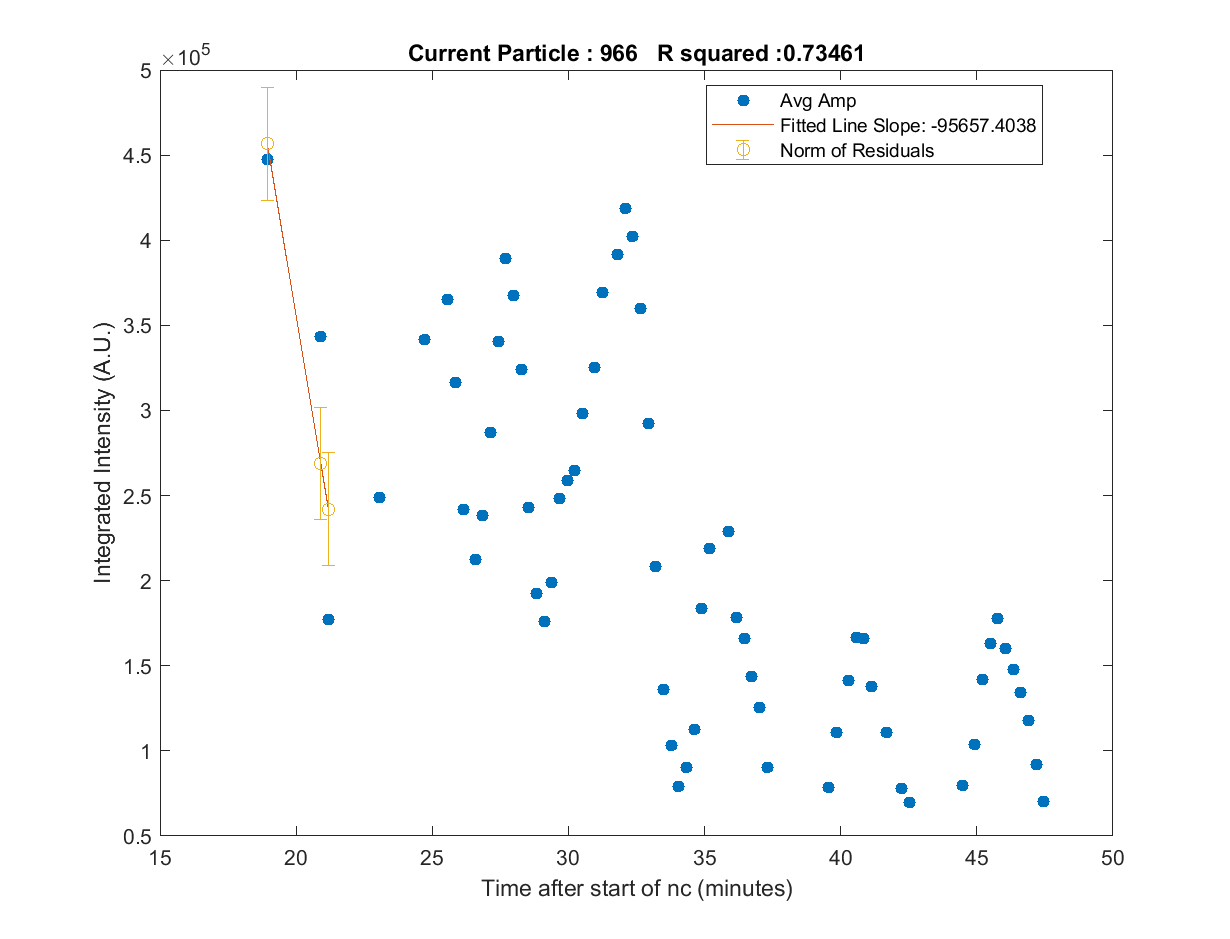 Current Particle : 966   R squared :0.73461
×10^5
5
4.5
4
3.5
3
2.5
2
1.5
1
0.5
Integrated Intensity (A.U.)
Avg Amp
Fitted Line Slope: -95657.4038
Norm of Residuals
15 20 25 30 35 40 45 50
Time after start of nc (minutes)